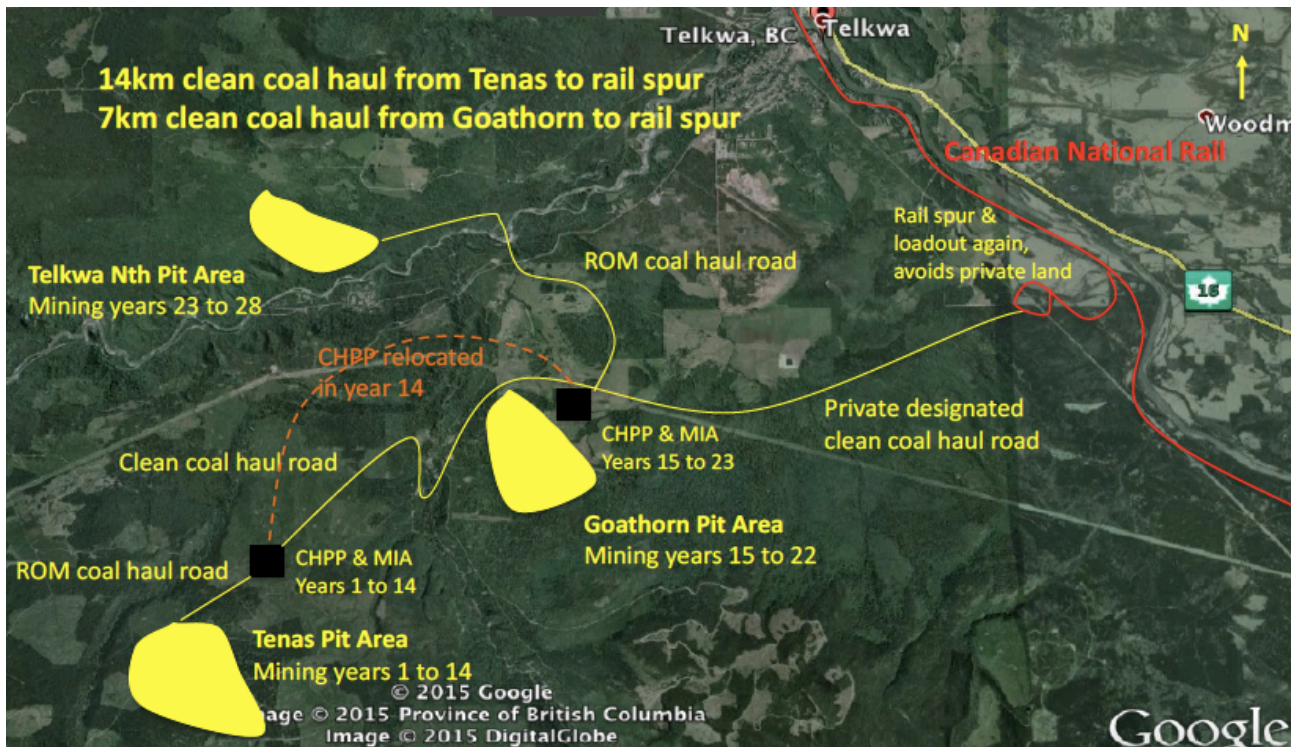 Telkwa, BC
Telkwa
N
14km clean coal haul from Tenas to rail spur
7km clean coal haul from Goathorn to rail spur
Woodm
Canadian National Rail
Rail spur &
loadout again,
avoids private land
ROM coal haul road
Telkwa Nth Pit Area
Mining years 23 to 28
16
CHPP relocated
in year 14
Private designated
clean coal haul road
CHPP & MIA
Years 15 to 23
Clean coal haul road
Goathorn Pit Area
Mining years 15 to 22
ROM coal haul road
CHPP & MIA
Years 1 to 14
Tenas Pit Area
Mining years 1 to 14
© 2015 Google
age © 2015 Province of British Columbia
Image © 2015 DigitalGlobe
Google